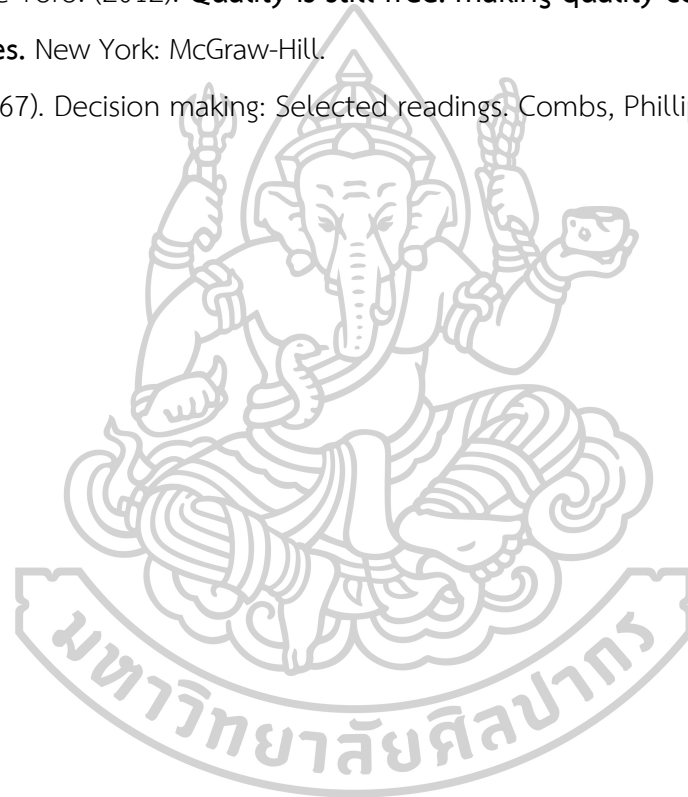 (2012). Quality is still free: making quality
es. New York: McGraw-Hill.
67). Decision making: Selected readings. Combs,
มหาวิทยาลัยศิลปากร